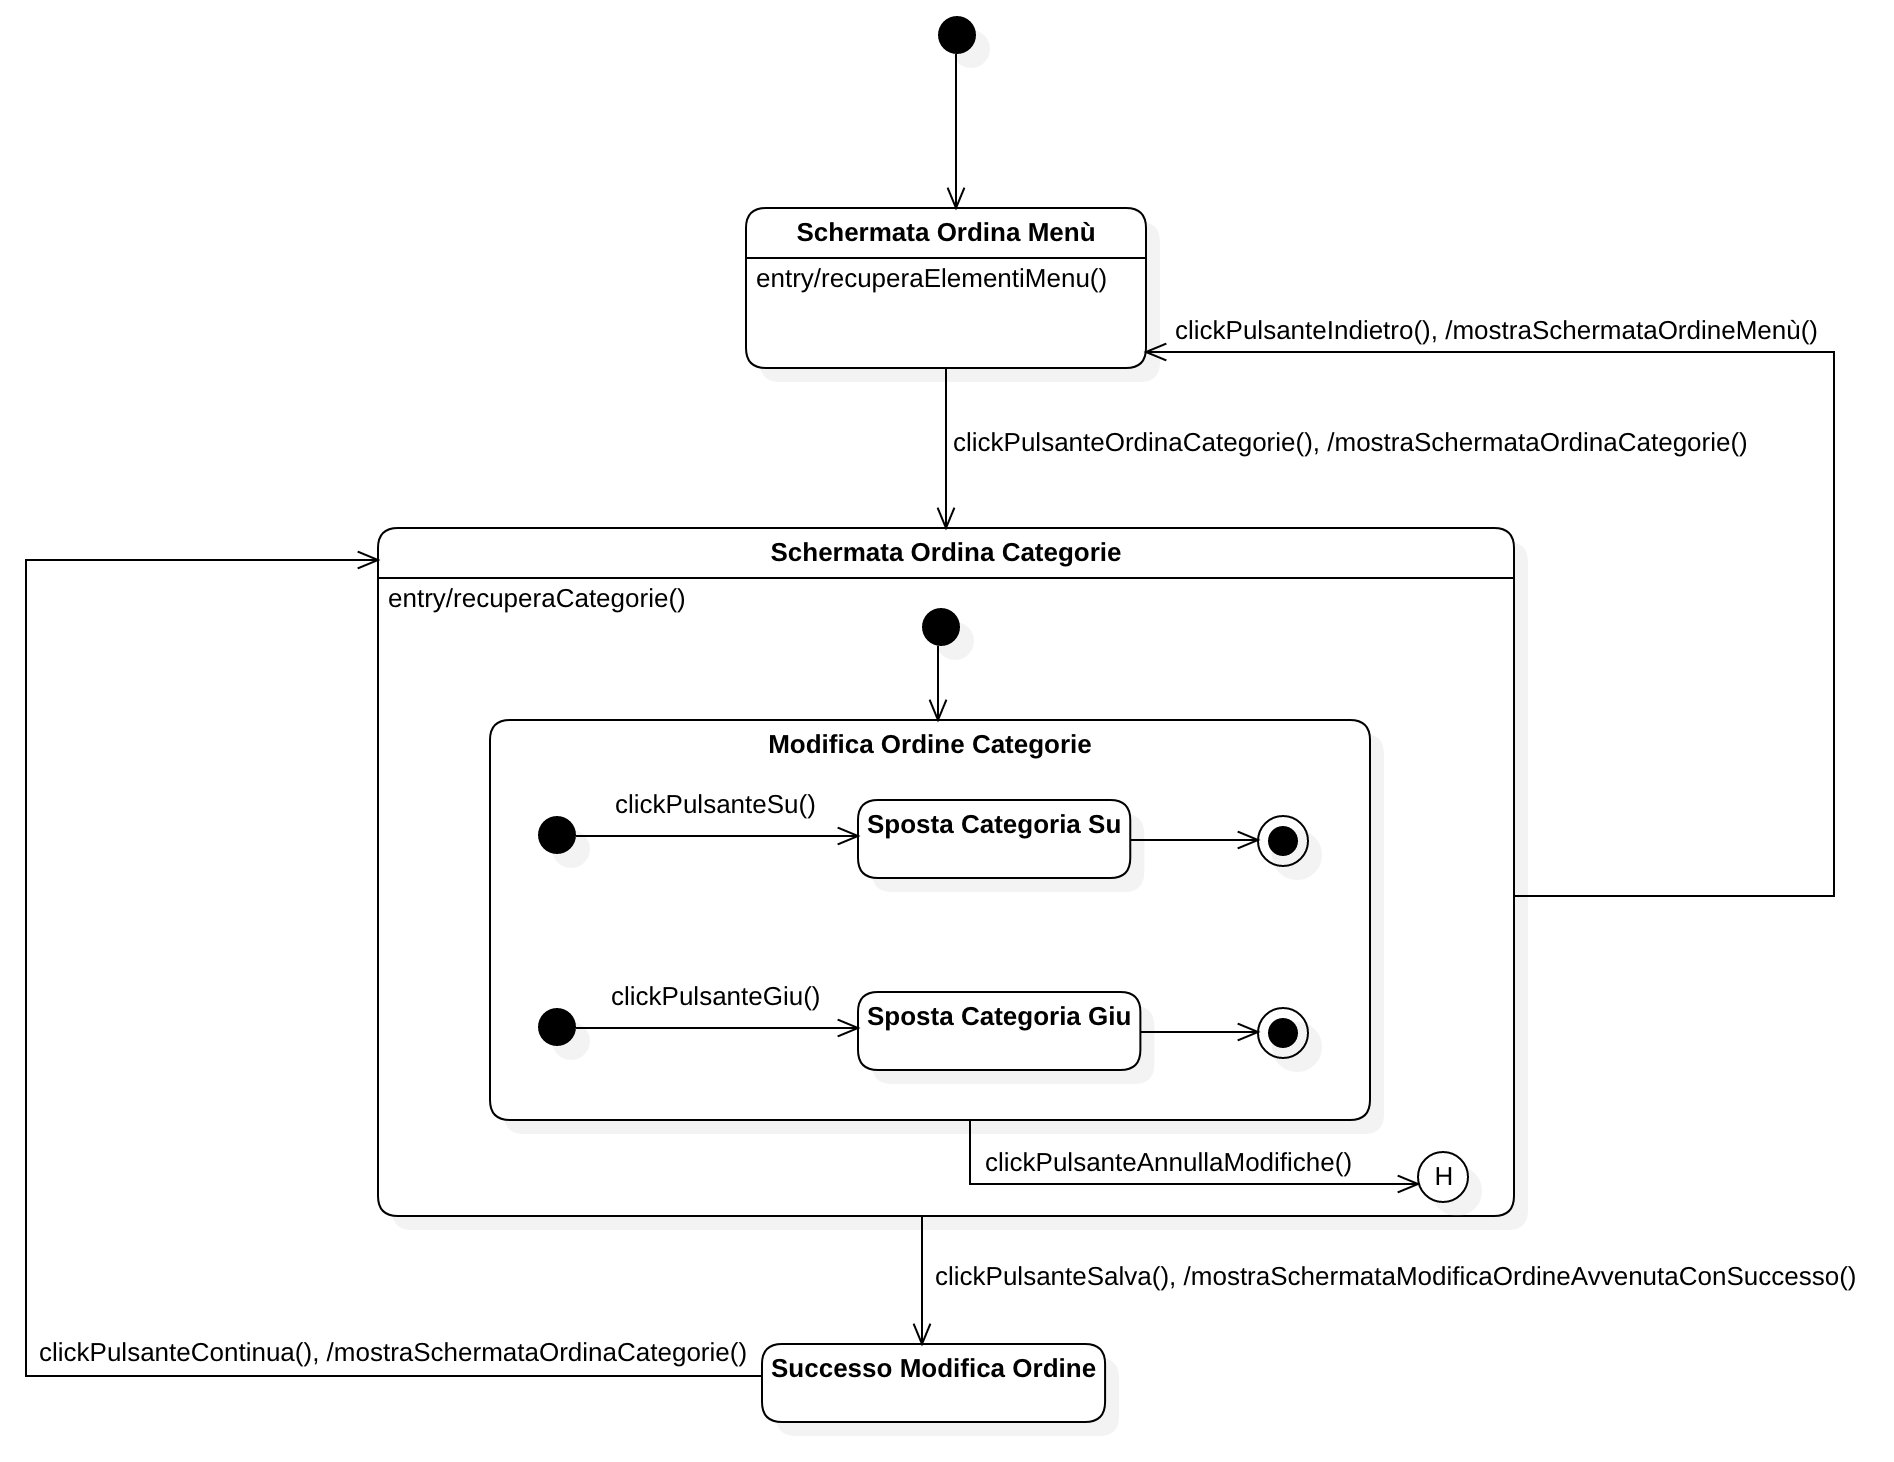 Schermata Ordina Menù
entry/recuperaElementiMenu()
clickPulsanteIndietro(), /mostraSchermataOrdineMenù()
clickPulsanteOrdinaCategorie(), /mostraSchermataOrdinaCategorie()
Schermata Ordina Categorie
entry/recuperaCategorie()
Modifica Ordine Categorie
clickPulsanteSu()
Sposta Categoria Su
clickPulsanteGiu()
Sposta Categoria Giu
clickPulsanteAnnullaModifiche()
H
clickPulsanteSalva(), /mostraSchermataModificaOrdineAvvenutaConSuccesso()
clickPulsanteContinua(), /mostraSchermataOrdinaCategorie()
Successo Modifica Ordine